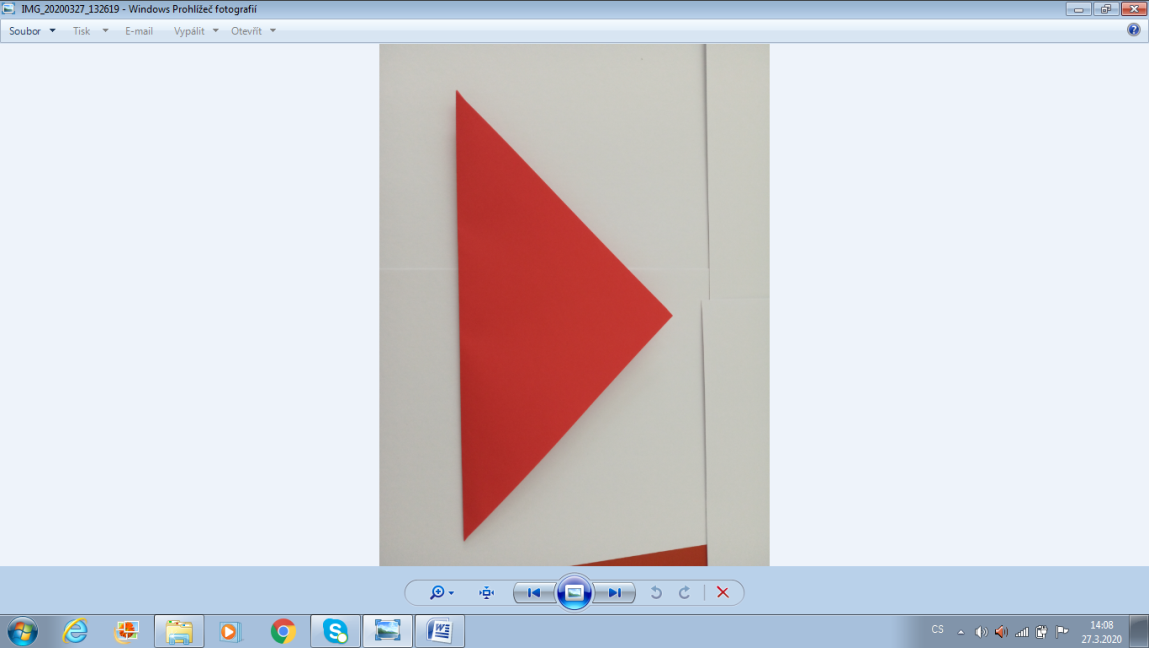 IMG_20200327_132619 - Windows Prohlížeč fotografií
Soubor Tisk E-mail Vypálit Otevřít
CS 14:08
27.3.2020